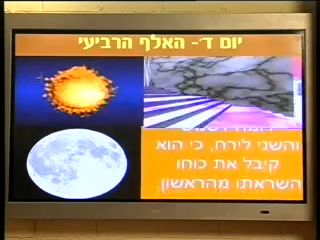 יום ד'- האלף הרביעי
והשני לירח, כי הוא
קיבל את כוחו
השראתו מהראשון